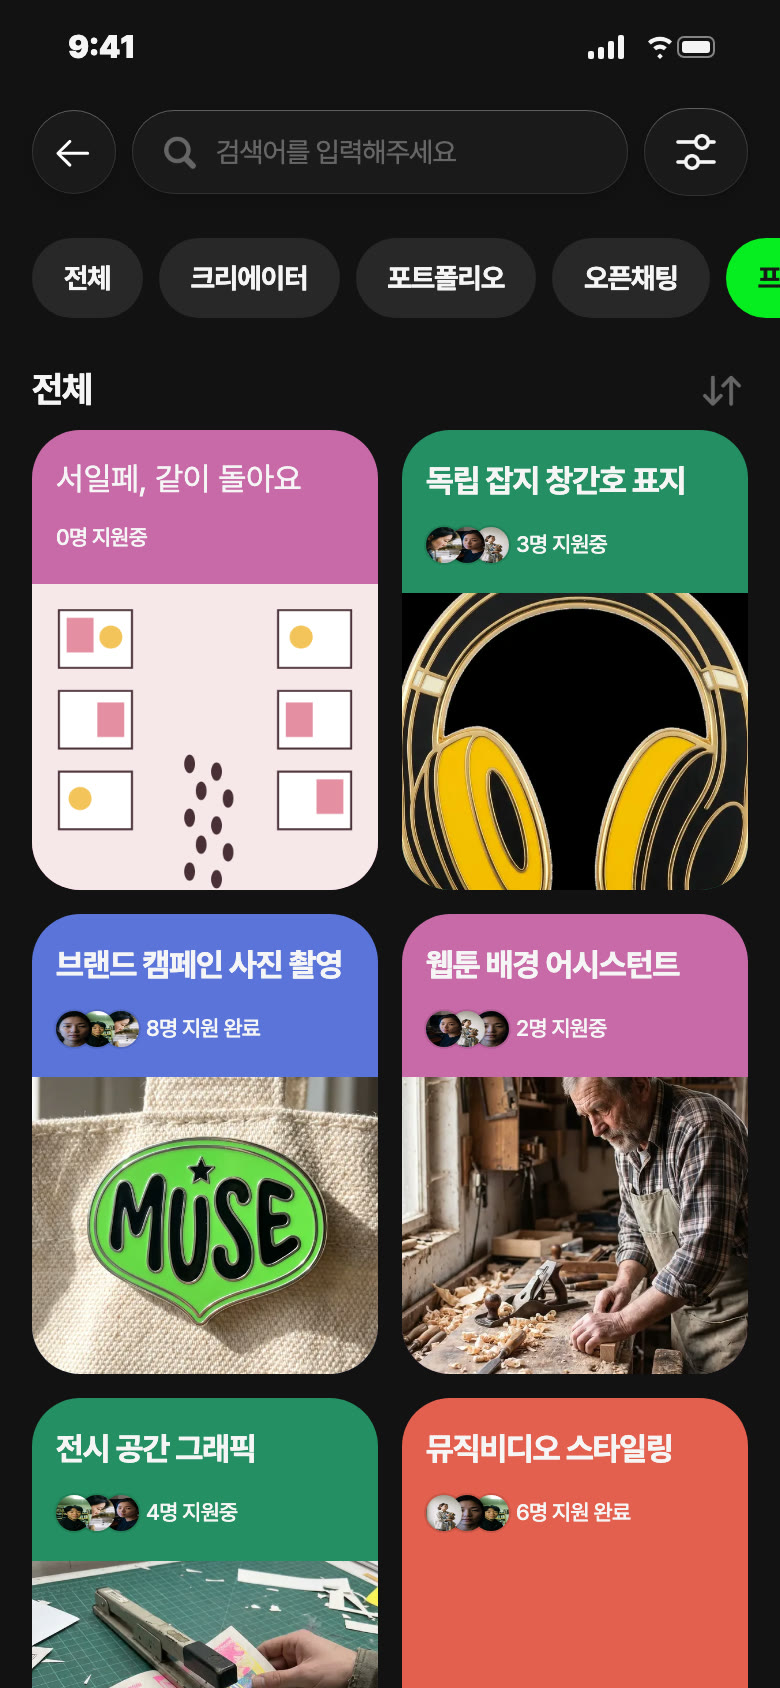 9:41
검색어를 입력해주세요
전체
크리에이터
포트폴리오
오픈채팅
전체
서일페, 같이 돌아요
0명 지원중
독립 잡지 창간호 표지
3명 지원중
브랜드 캠페인 사진 촬영
8명 지원 완료
MUSE
웹툰 배경 어시스턴트
2명 지원중
전시 공간 그래픽
4명 지원중
뮤직비디오 스타일링
6명 지원 완료